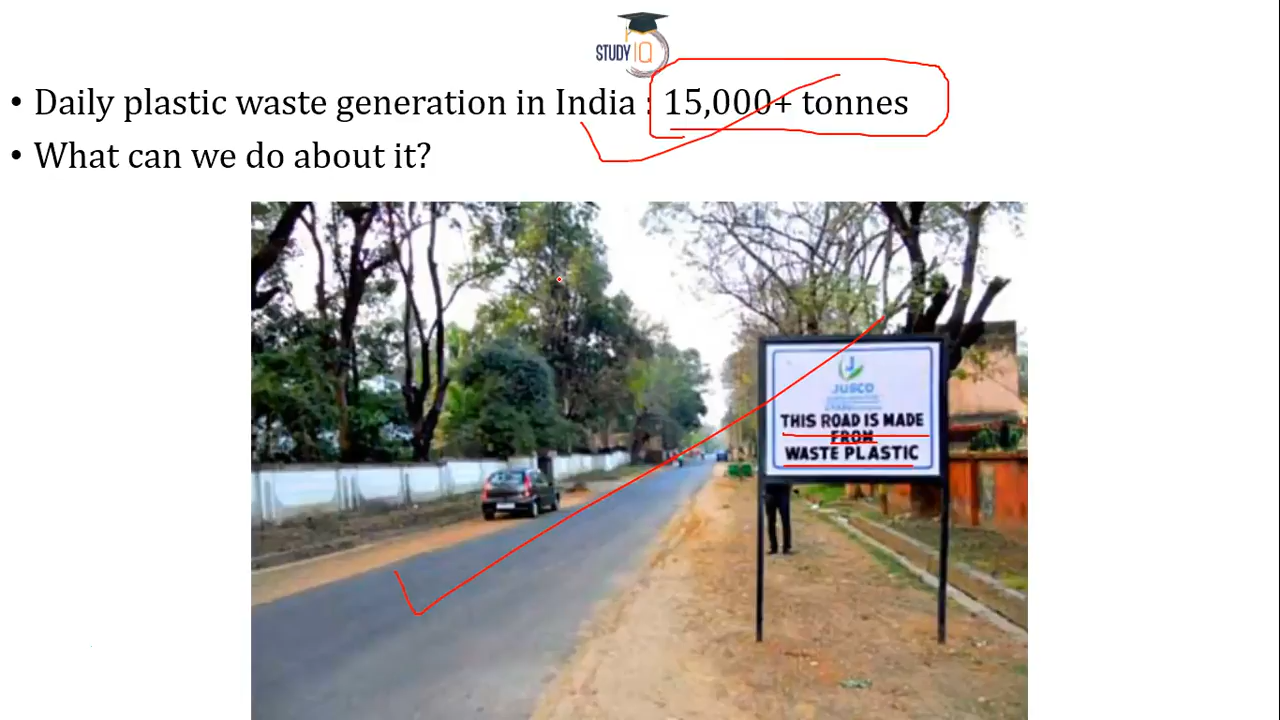 STUDY IQ
• Daily plastic waste generation in India : 15,000+ tonnes
• What can we do about it?
JUSCO
THIS ROAD IS MADE
FROM
WASTE PLASTIC